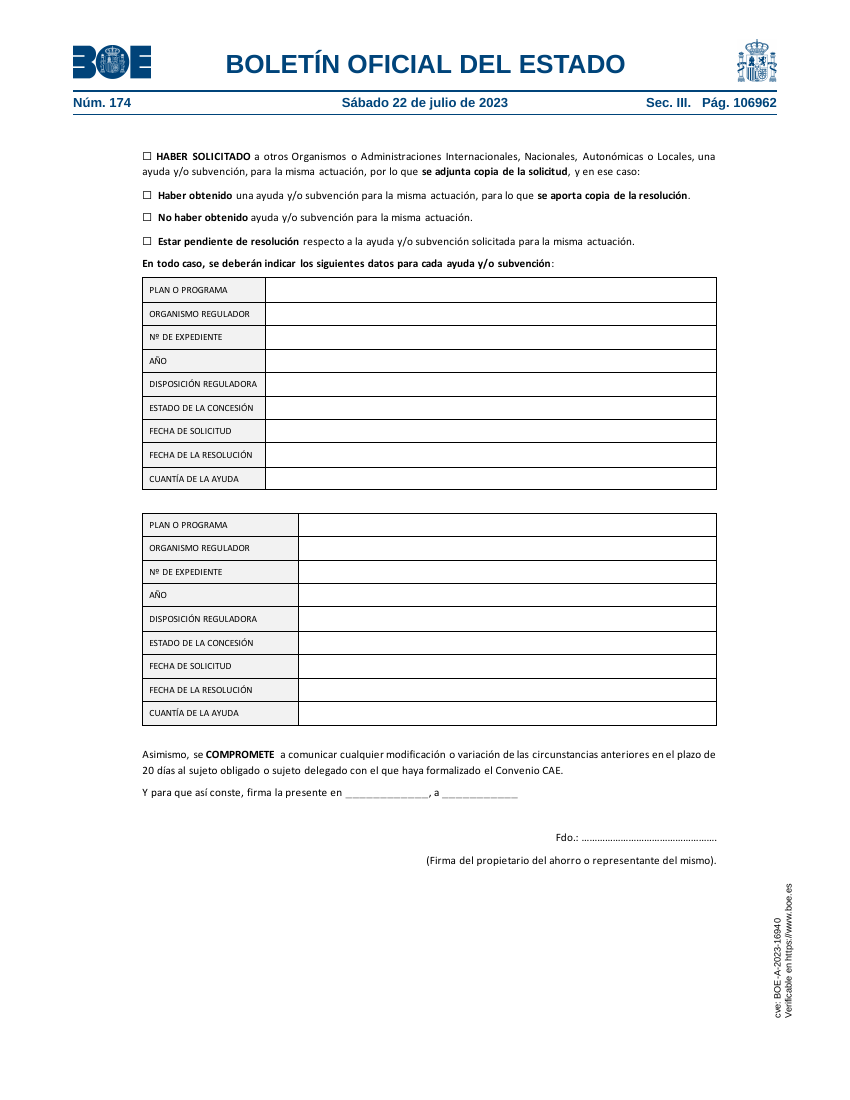 BOE
BOLETÍN OFICIAL DEL ESTADO
Núm. 174 Sábado 22 de julio de 2023 Sec. III. Pág. 106962
☐ HABER SOLICITADO a otros Organismos o Administraciones Internacionales, Nacionales, Autonómicas o Locales, una
ayuda y/o subvención, para la misma actuación, por lo que se adjunta copia de la solicitud, y en ese caso:
☐ Haber obtenido una ayuda y/o subvención para la misma actuación, para lo que se aporta copia de la resolución.
☐ No haber obtenido ayuda y/o subvención para la misma actuación.
☐ Estar pendiente de resolución respecto a la ayuda y/o subvención solicitada para la misma actuación.
En todo caso, se deberán indicar los siguientes datos para cada ayuda y/o subvención:
PLAN O PROGRAMA
ORGANISMO REGULADOR
Nº DE EXPEDIENTE
AÑO
DISPOSICIÓN REGULADORA
ESTADO DE LA CONCESIÓN
FECHA DE SOLICITUD
FECHA DE LA RESOLUCIÓN
CUANTÍA DE LA AYUDA
PLAN O PROGRAMA
ORGANISMO REGULADOR
Nº DE EXPEDIENTE
AÑO
DISPOSICIÓN REGULADORA
ESTADO DE LA CONCESIÓN
FECHA DE SOLICITUD
FECHA DE LA RESOLUCIÓN
CUANTÍA DE LA AYUDA
Asimismo, se COMPROMETE a comunicar cualquier modificación o variación de las circunstancias anteriores en el plazo de
20 días al sujeto obligado o sujeto delegado con el que haya formalizado el Convenio CAE.
Y para que así conste, firma la presente en _____________, a ____________
Fdo.: …………………………………………….
(Firma del propietario del ahorro o representante del mismo).
cve: BOE-A-2023-16940
Verificable en https://www.boe.es